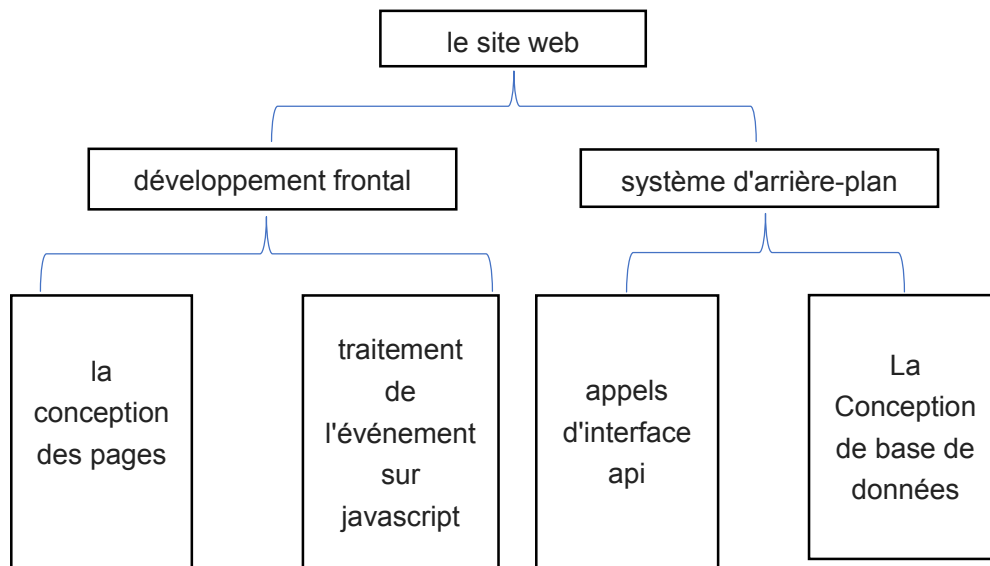 le site web
développement frontal
système d'arrière-plan
la
conception
des pages
traitement
de
l'événement
sur
javascript
appels
d'interface
api
La
Conception
de base de
données